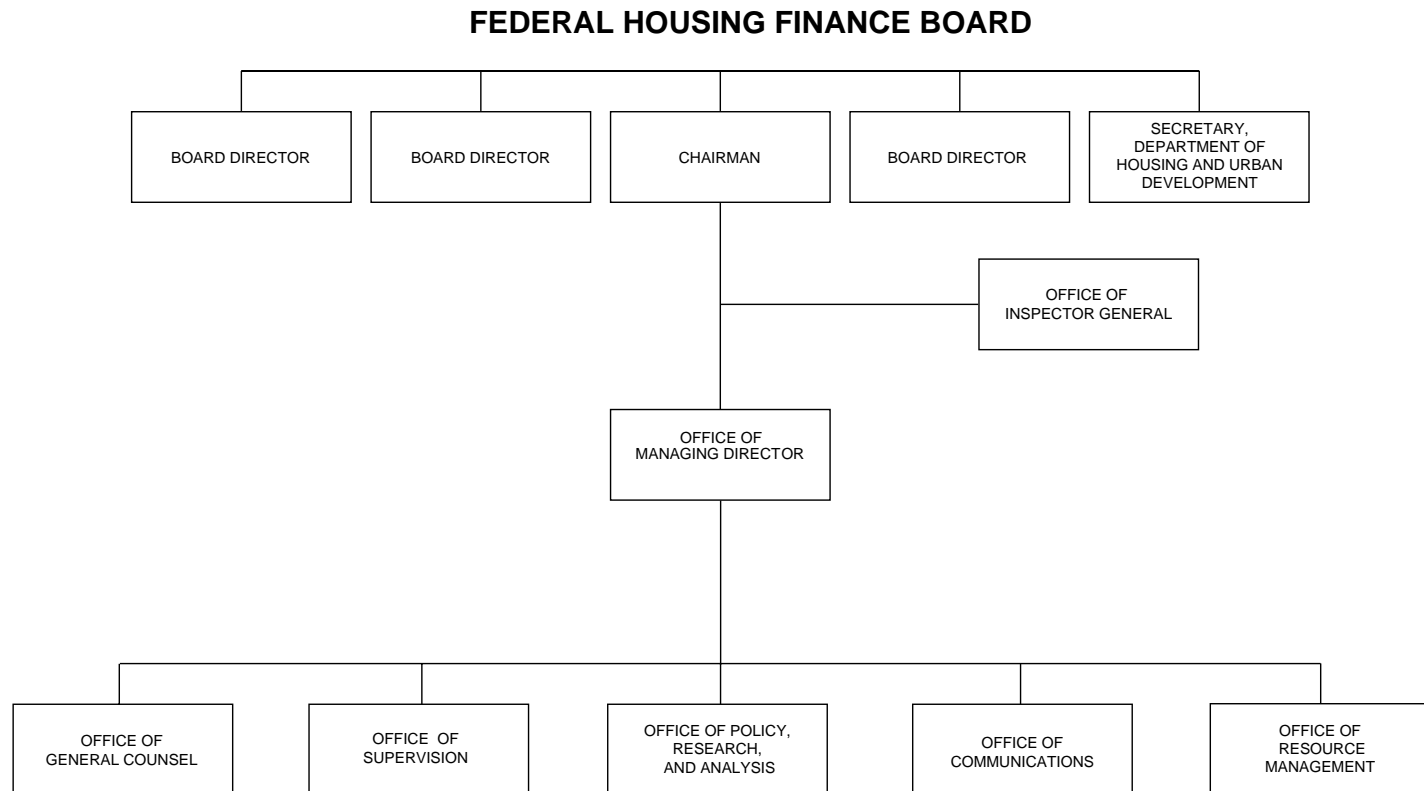 FEDERAL HOUSING FINANCE BOARD
BOARD DIRECTOR
BOARD DIRECTOR
CHAIRMAN
BOARD DIRECTOR
SECRETARY,
DEPARTMENT OF
HOUSING AND URBAN
DEVELOPMENT
OFFICE OF
INSPECTOR GENERAL
OFFICE OF
MANAGING DIRECTOR
OFFICE OF
GENERAL COUNSEL
OFFICE OF
SUPERVISION
OFFICE OF POLICY,
RESEARCH,
AND ANALYSIS
OFFICE OF
COMMUNICATIONS
OFFICE OF
RESOURCE
MANAGEMENT